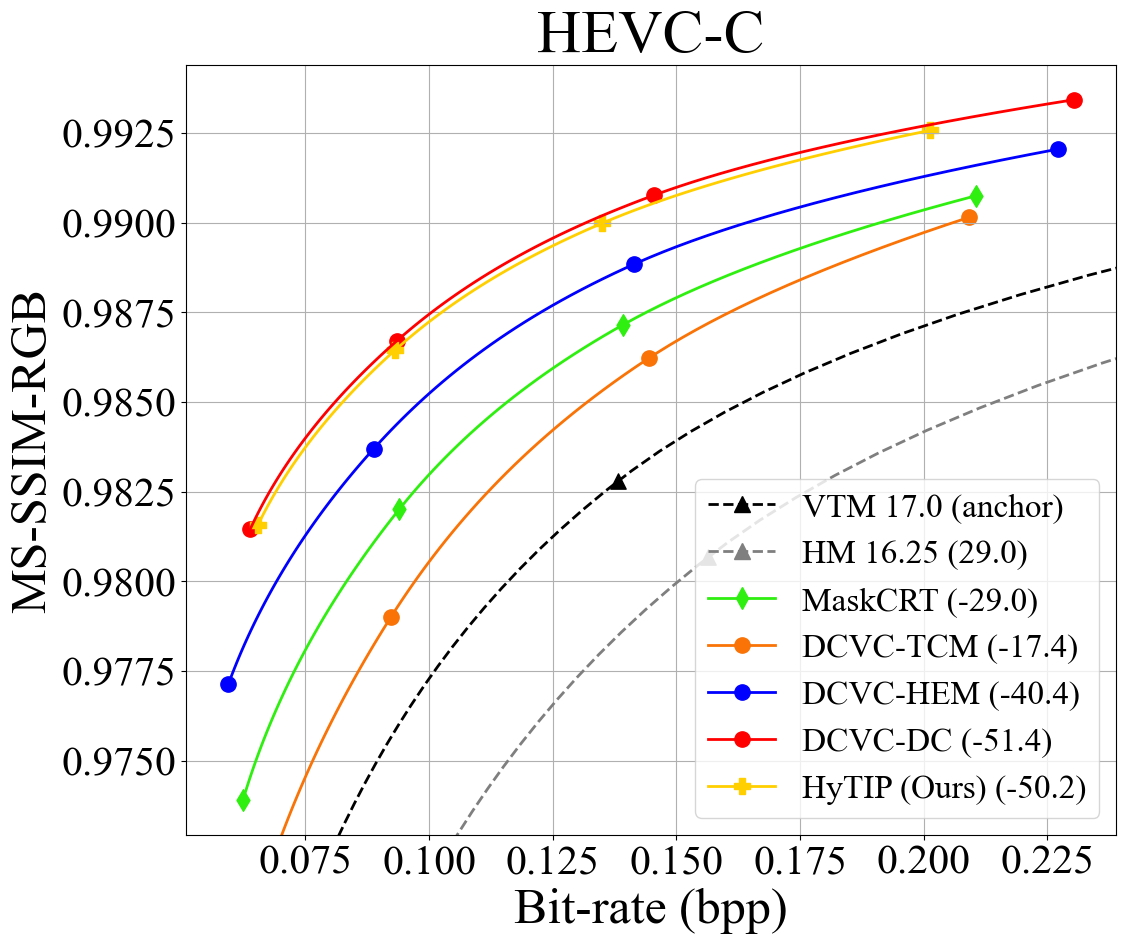 HEVC-C
MS-SSIM-RGB
0.9925
0.9900
0.9875
0.9850
0.9825
0.9800
0.9775
0.9750
VTM 17.0 (anchor)
HM 16.25 (29.0)
MaskCRT (-29.0)
DCVC-TCM (-17.4)
DCVC-HEM (-40.4)
DCVC-DC (-51.4)
HyTIP (Ours) (-50.2)
0.075 0.100 0.125 0.150 0.175 0.200 0.225
Bit-rate (bpp)